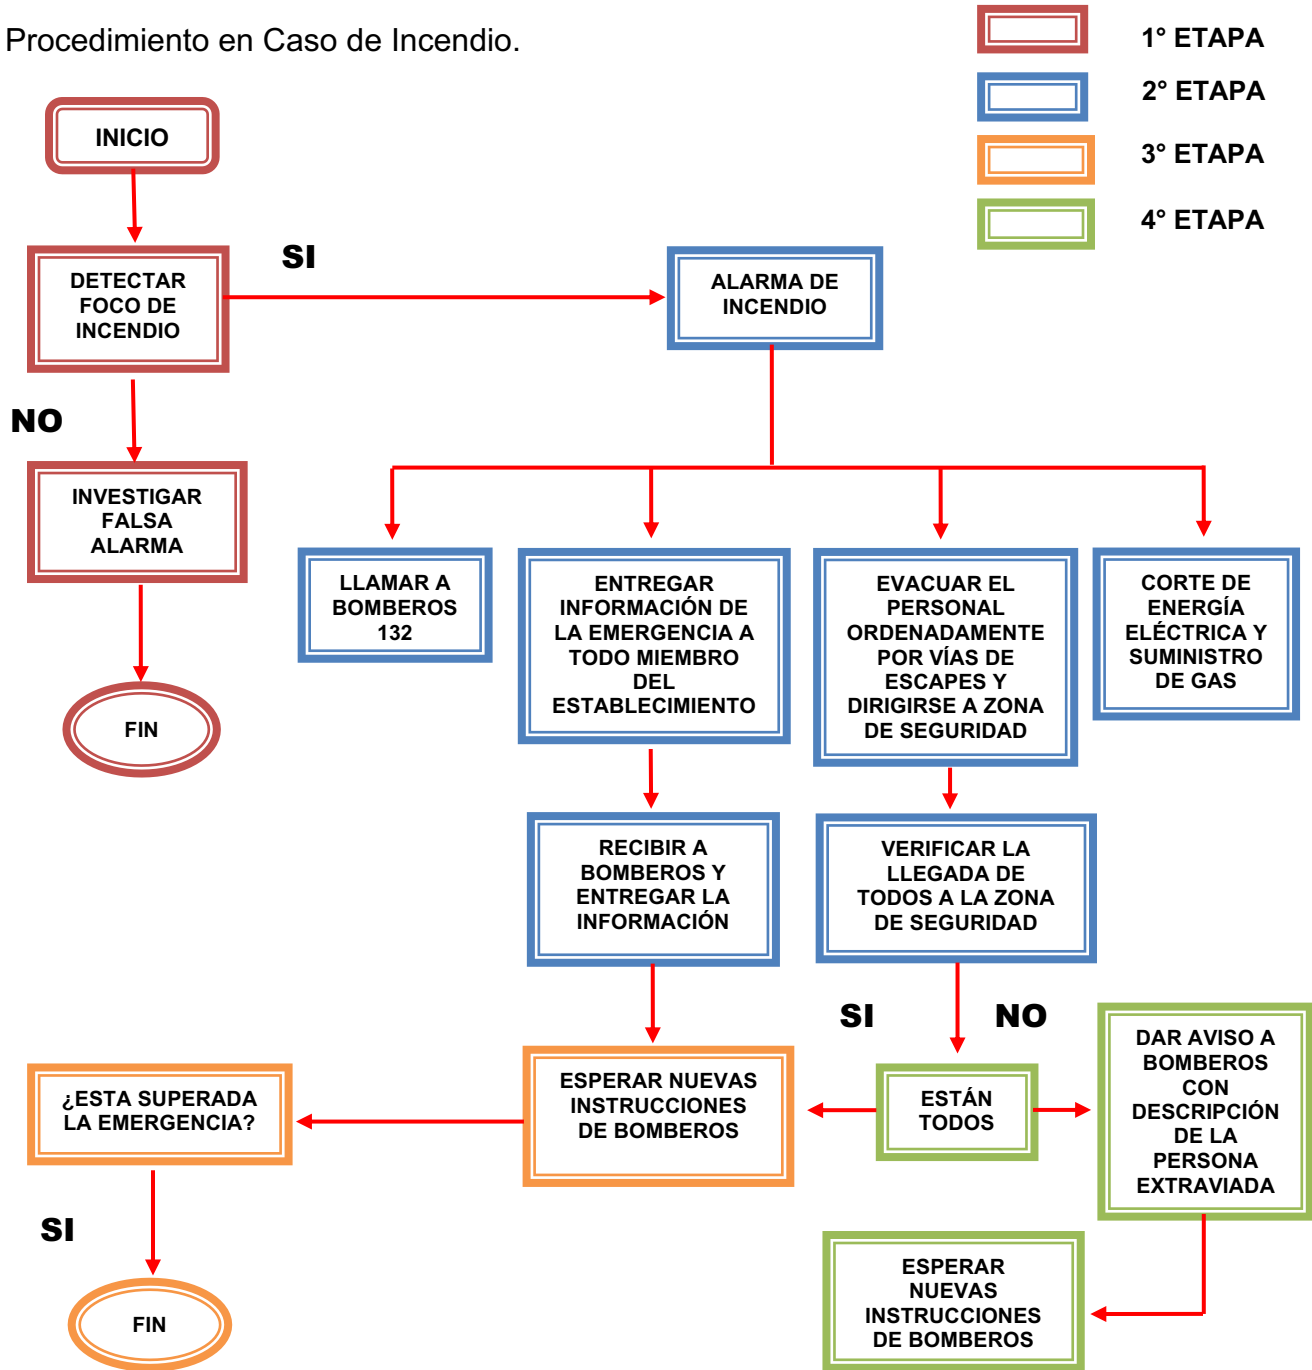 Procedimiento en Caso de Incendio.
1° ETAPA
2° ETAPA
3° ETAPA
4° ETAPA
INICIO
DETECTAR
FOCO DE
INCENDIO
SI
ALARMA DE
INCENDIO
NO
INVESTIGAR
FALSA
ALARMA
FIN
LLAMAR A
BOMBEROS
132
ENTREGAR
INFORMACIÓN DE
LA EMERGENCIA A
TODO MIEMBRO
DEL
ESTABLECIMIENTO
EVACUAR EL
PERSONAL
ORDENADAMENTE
POR VÍAS DE
ESCAPES Y
DIRIGIRSE A ZONA
DE SEGURIDAD
CORTE DE
ENERGÍA
ELÉCTRICA Y
SUMINISTRO
DE GAS
RECIBIR A
BOMBEROS Y
ENTREGAR LA
INFORMACIÓN
VERIFICAR LA
LLEGADA DE
TODOS A LA ZONA
DE SEGURIDAD
SI
NO
¿ESTA SUPERADA
LA EMERGENCIA?
ESPERAR NUEVAS
INSTRUCCIONES
DE BOMBEROS
ESTÁN
TODOS
DAR AVISO A
BOMBEROS
CON
DESCRIPCIÓN
DE LA
PERSONA
EXTRAVIADA
SI
FIN
ESPERAR
NUEVAS
INSTRUCCIONES
DE BOMBEROS